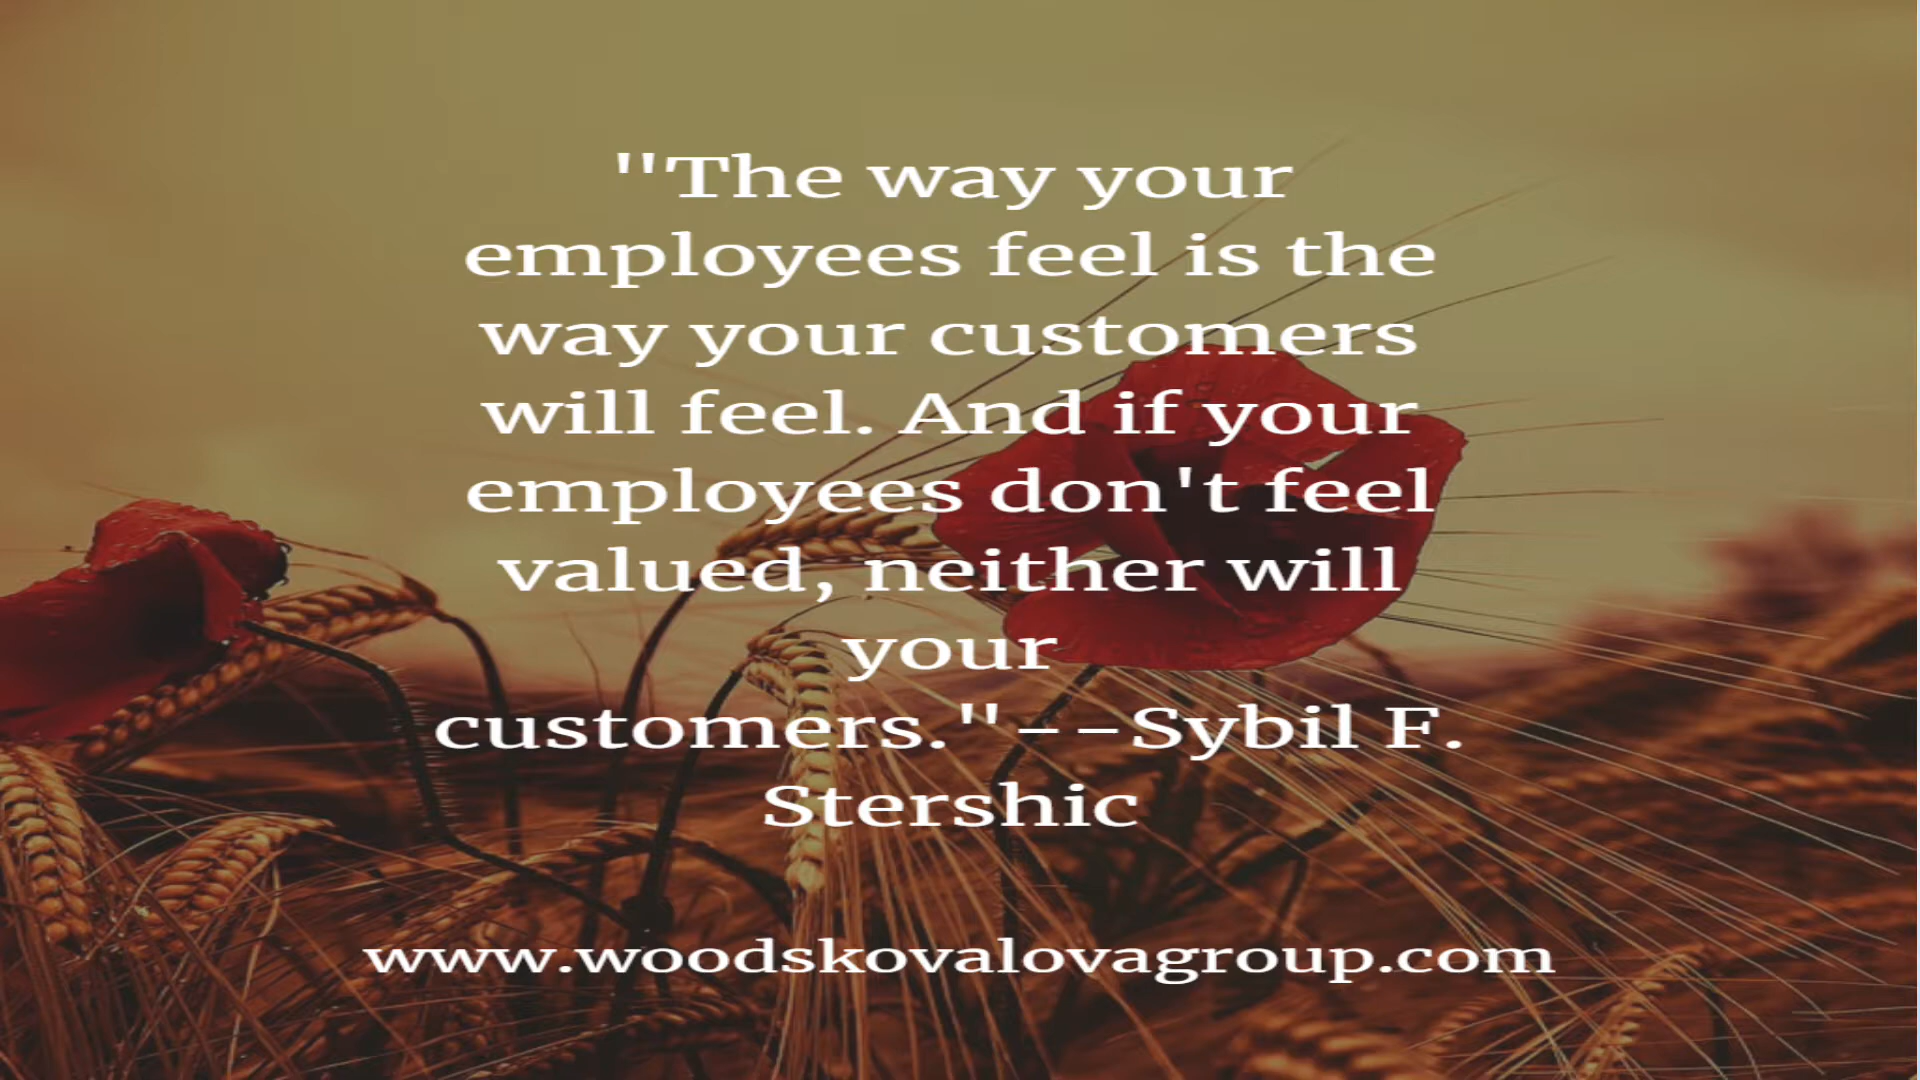 "The way your
employees feel is the
way your customers
will feel. And if your
employees don't feel
valued, neither will
your
customers."--Sybil F.
Stershic
www.woodskovalovagroup.com